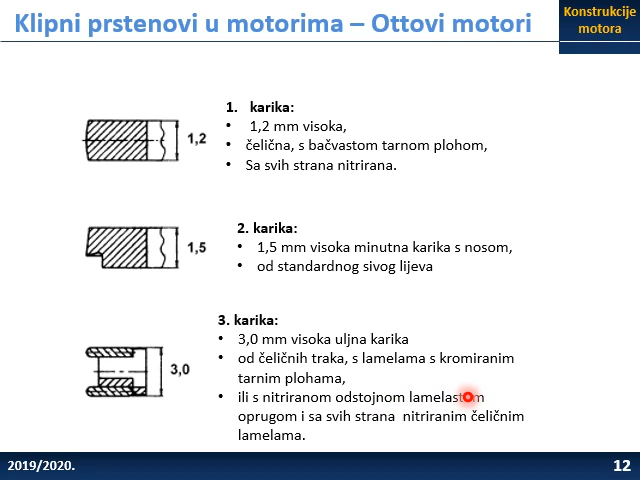 Klipni prstenovi u motorima – Ottovi motori
Konstrukcije
motora
1. karika:
• 1,2 mm visoka,
• čelična, s bačvastom tarnom plohom,
• Sa svih strana nitrirana.
1,2
2. karika:
• 1,5 mm visoka minutna karika s nosom,
• od standardnog sivog lijeva
1,5
3. karika:
• 3,0 mm visoka uljna karika
• od čeličnih traka, s lamelama s kromiranim
tarnim plohama,
• ili s nitriranom odstojnom lamelastom
oprugom i sa svih strana nitriranim čeličnim
lamelama.
3,0
2019/2020.
12